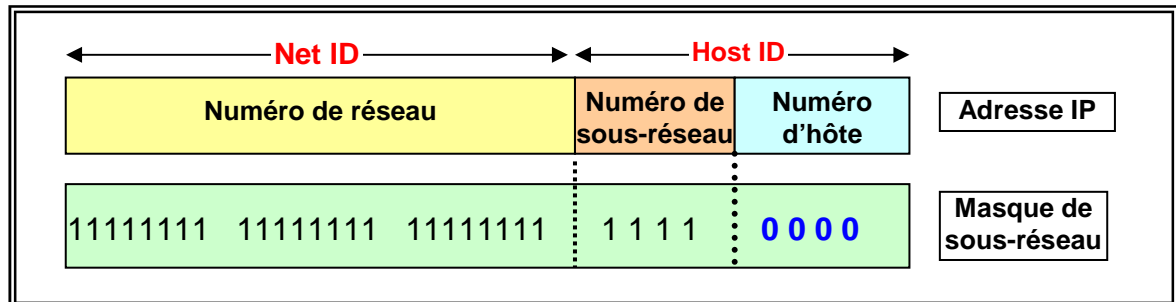 Net ID
Host ID
Numéro de réseau
Numéro de
sous-réseau
Numéro
d'hôte
Adresse IP
11111111 11111111 11111111 1 1 1 1 0 0 0 0
Masque de
sous-réseau